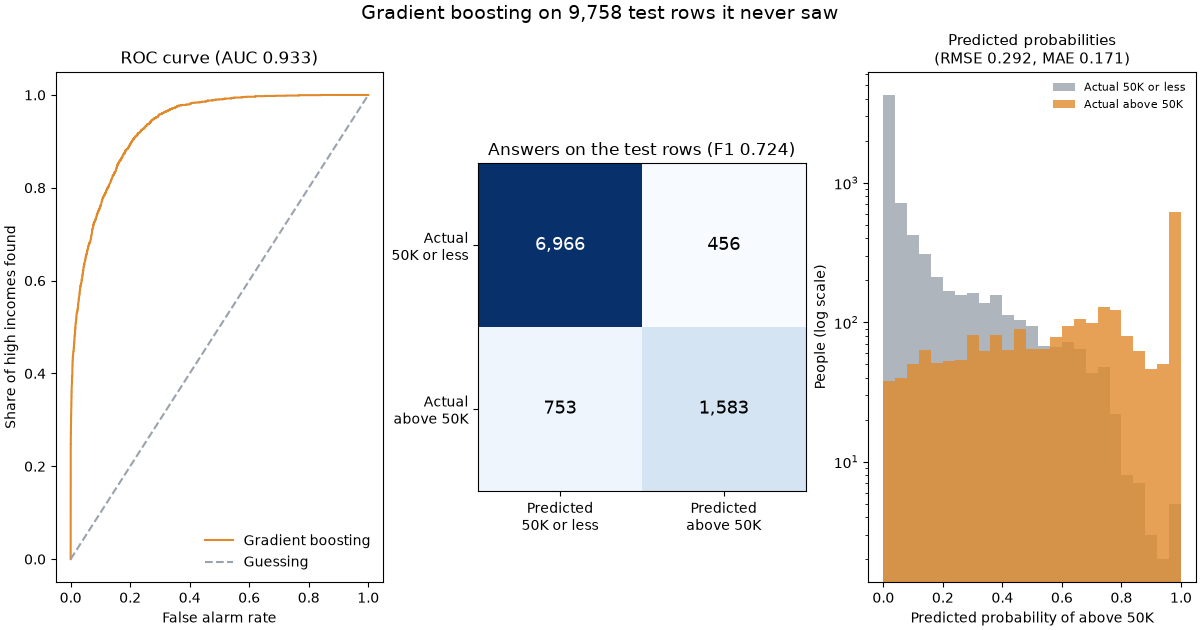 Gradient boosting on 9,758 test rows it never saw
ROC curve (AUC 0.933)
Share of high incomes found
1.0
0.8
0.6
0.4
0.2
0.0
Gradient boosting
Guessing
0.0 0.2 0.4 0.6 0.8 1.0
False alarm rate
Answers on the test rows (F1 0.724)
Actual
50K or less
6,966 456
Actual
above 50K
753 1,583
Predicted
50K or less
Predicted
above 50K
Predicted probabilities
(RMSE 0.292, MAE 0.171)
Actual 50K or less
Actual above 50K
People (log scale)
10³
10²
10¹
0.0 0.2 0.4 0.6 0.8 1.0
Predicted probability of above 50K